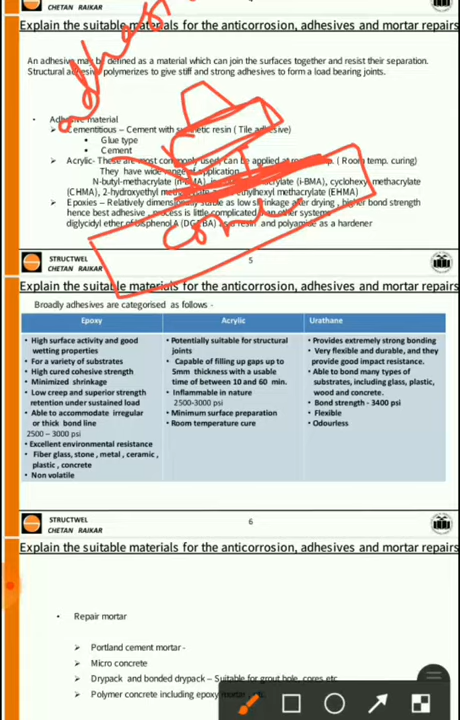 STRUCTWEL
CHETAN RAIKAR
Explain the suitable materials for the anticorrosion, adhesives and mortar repairs
An adhesive may be defined as a material which can join the surfaces together and resist their separation.
Structural adhesive polymerizes to give stiff and strong adhesives to form a load bearing joints.
Adhesive material
Cementitious – Cement with synthetic resin ( Tile adhesive)
Glue type
Cement
Acrylic- These are most commonly used, can be applied at ( Room temp. curing)
They have wide range of application
N-butyl-methacrylate (n-BMA), (i-BMA), cyclohexyl methacrylate
(CHMA), 2-hydroxyethyl ethylhexyl methacrylate (EHMA)
Epoxies – Relatively dimensionally stable as low shrinkage after drying , higher bond strength
hence best adhesive , process is little complicated than other systems
diglycidyl ether of bisphenol A and polyamide as a hardener
STRUCTWEL
CHETAN RAIKAR
5
Explain the suitable materials for the anticorrosion, adhesives and mortar repairs
Broadly adhesives are categorised as follows -
Epoxy
• High surface activity and good
wetting properties
• For a variety of substrates
• High cured cohesive strength
• Minimized shrinkage
• Low creep and superior strength
retention under sustained load
• Able to accommodate irregular
or thick bond line
2500 – 3000 psi
• Excellent environmental resistance
• Fiber glass, stone , metal , ceramic ,
plastic , concrete
• Non volatile
Acrylic
• Potentially suitable for structural
joints
• Capable of filling up gaps up to
5mm thickness with a usable
time of between 10 and 60 min.
• Inflammable in nature
2500-3000 psi
• Minimum surface preparation
• Room temperature cure
Urathane
• Provides extremely strong bonding
• Very flexible and durable, and they
provide good impact resistance.
• Able to bond many types of
substrates, including glass, plastic,
wood and concrete.
• Bond strength - 3400 psi
• Flexible
• Odourless
STRUCTWEL
CHETAN RAIKAR
6
Explain the suitable materials for the anticorrosion, adhesives and mortar repairs
• Repair mortar
Portland cement mortar -
Micro concrete
Drypack and bonded drypack – Suitable for grout hole, cores etc
Polymer concrete including epoxy